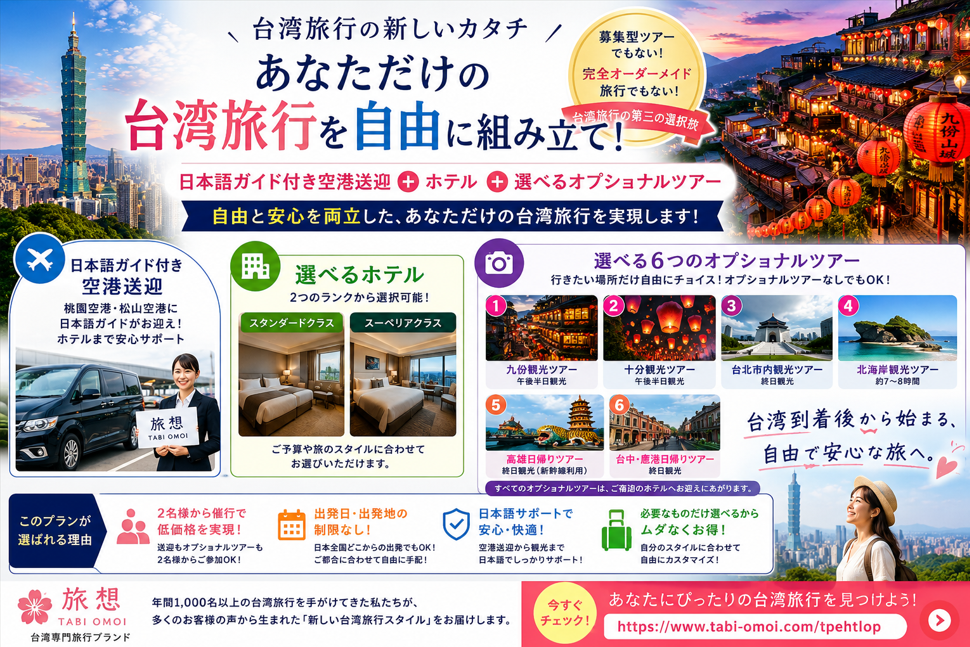 台湾旅行の新しいカタチ
あなただけの
台湾旅行を自由に組み立て!
募集型ツアー
でもない!
完全オーダーメイド
旅行でもない!
台湾旅行の第三の選択肢
日本語ガイド付き空港送迎 + ホテル + 選べるオプショナルツアー
自由と安心を両立した、あなただけの台湾旅行を実現します!
九份山城
日本語ガイド付き
空港送迎
桃園空港・松山空港に
日本語ガイドがお迎え!
ホテルまで安心サポート
旅想
TABI OMOI
選べるホテル
2つのランクから選択可能!
スタンダードクラス
スーペリアクラス
ご予算や旅のスタイルに合わせて
お選びいただけます。
選べる6つのオプショナルツアー
行きたい場所だけ自由にチョイス!オプショナルツアーなしでもOK!
1
九份観光ツアー
午後半日観光
2
十分観光ツアー
午後半日観光
3
台北市内観光ツアー
終日観光
4
北海岸観光ツアー
約7〜8時間
5
高雄日帰りツアー
終日観光(新幹線利用)
6
台中・鹿港日帰りツアー
終日観光
すべてのオプショナルツアーは、ご宿泊のホテルへお迎えにあがります。
台湾到着後から始まる、
自由で安心な旅へ。
このプランが
選ばれる理由
2名様から催行で
低価格を実現!
送迎もオプショナルツアーも
2名様からご参加OK!
出発日・出発地の
制限なし!
日本全国どこからの出発でもOK!
ご都合に合わせて自由に手配!
日本語サポートで
安心・快適!
空港送迎から観光まで
日本語でしっかりサポート!
必要なものだけ選べるから
ムダなくお得!
自分のスタイルに合わせて
自由にカスタマイズ!
旅想
TABI OMOI
台湾専門旅行ブランド
年間1,000名以上の台湾旅行を手がけてきた私たちが、
多くのお客様の声から生まれた「新しい台湾旅行スタイル」をお届けします。
今すぐ
チェック!
あなたにぴったりの台湾旅行を見つけよう!
https://www.tabi-omoi.com/tpehtlop